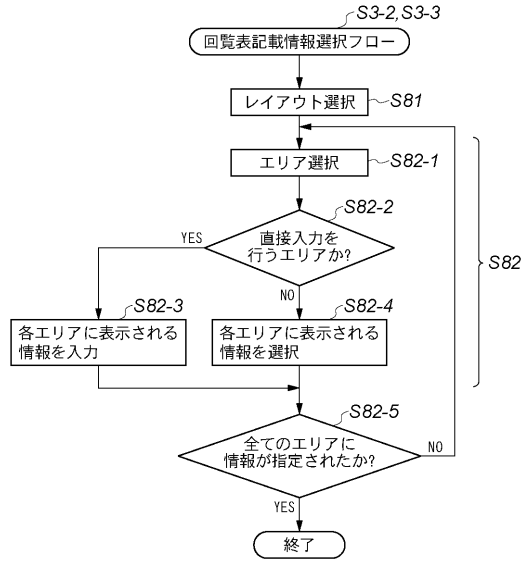 S3-2,S3-3
回覧表記載情報選択フロー
レイアウト選択
S81
エリア選択
S82-1
S82-2
直接入力を
行うエリアか?
YES
NO
S82
S82-3
各エリアに表示される
情報を入力
S82-4
各エリアに表示される
情報を選択
S82-5
全てのエリアに
情報が指定されたか?
NO
YES
終了